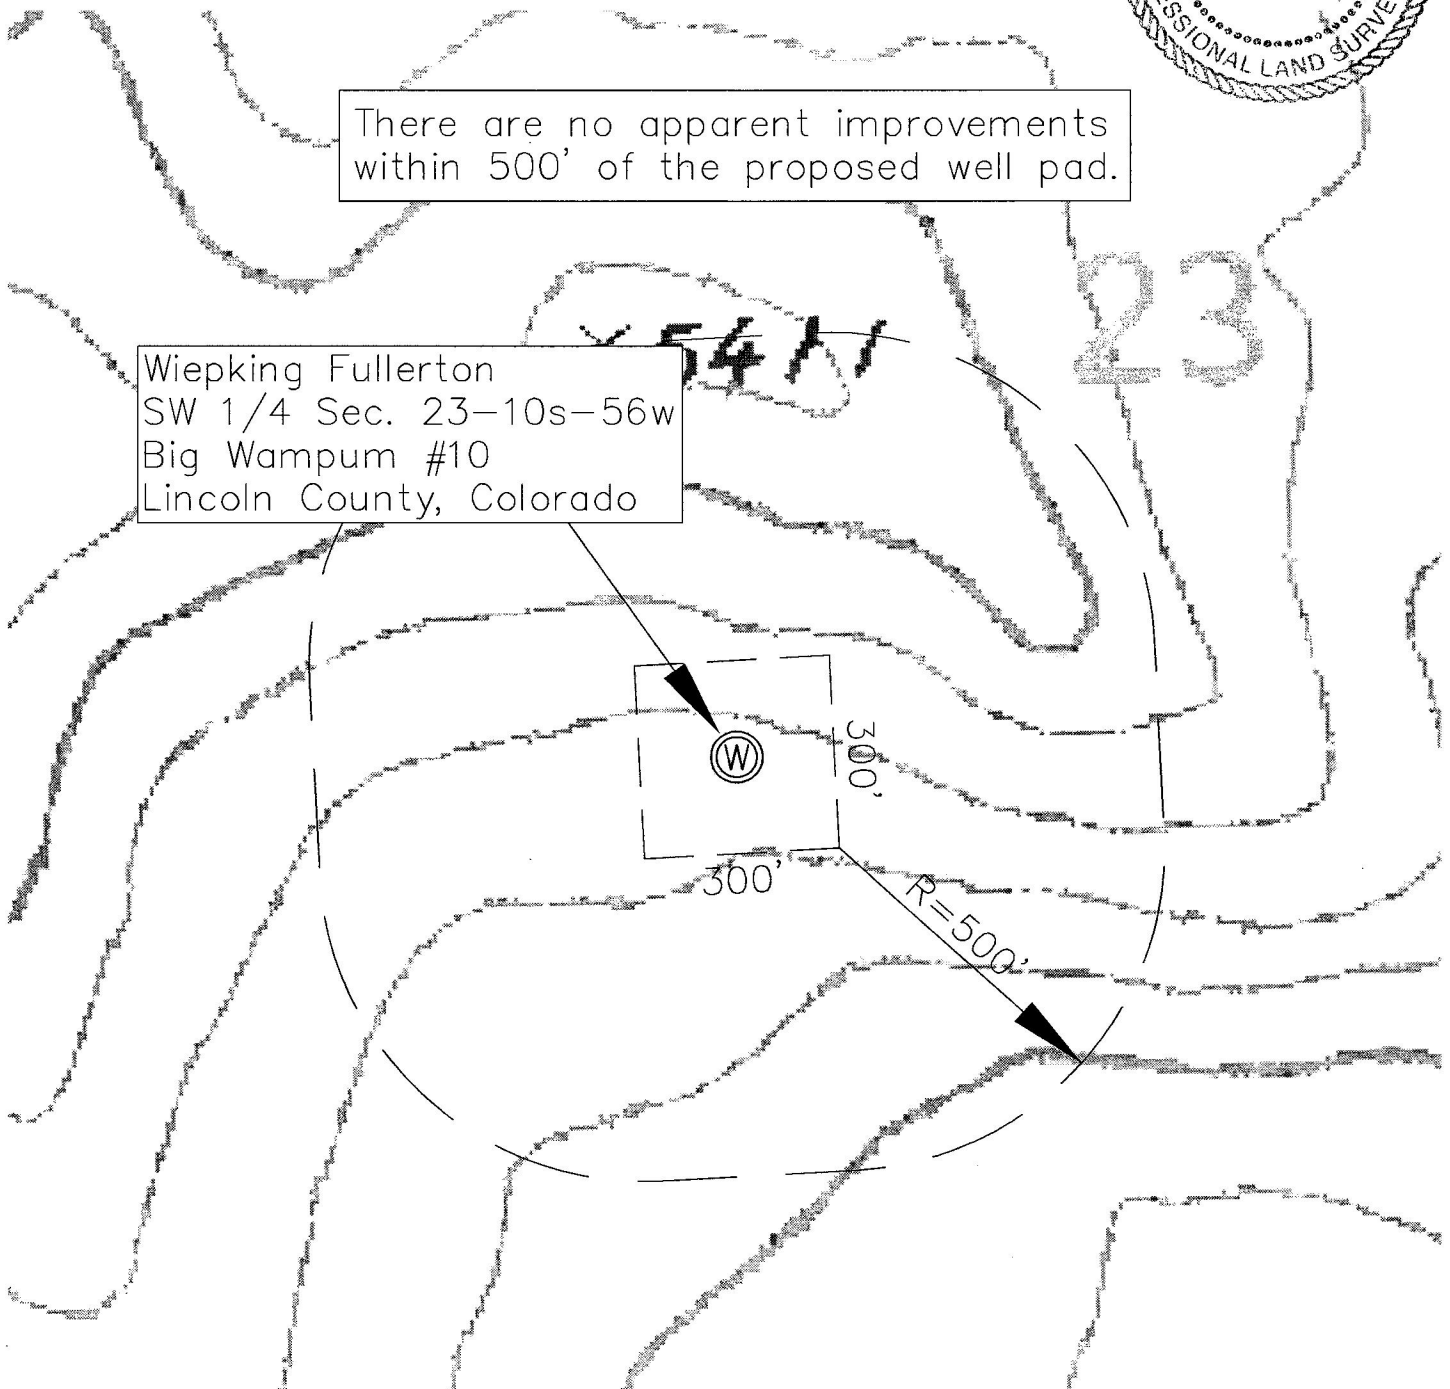 SSIONAL LAND SURVE
There are no apparent improvements
within 500' of the proposed well pad.
23
Wiepking Fullerton
SW 1/4 Sec. 23-10s-56w
Big Wampum #10
Lincoln County, Colorado
W
300'
300'
R=500'